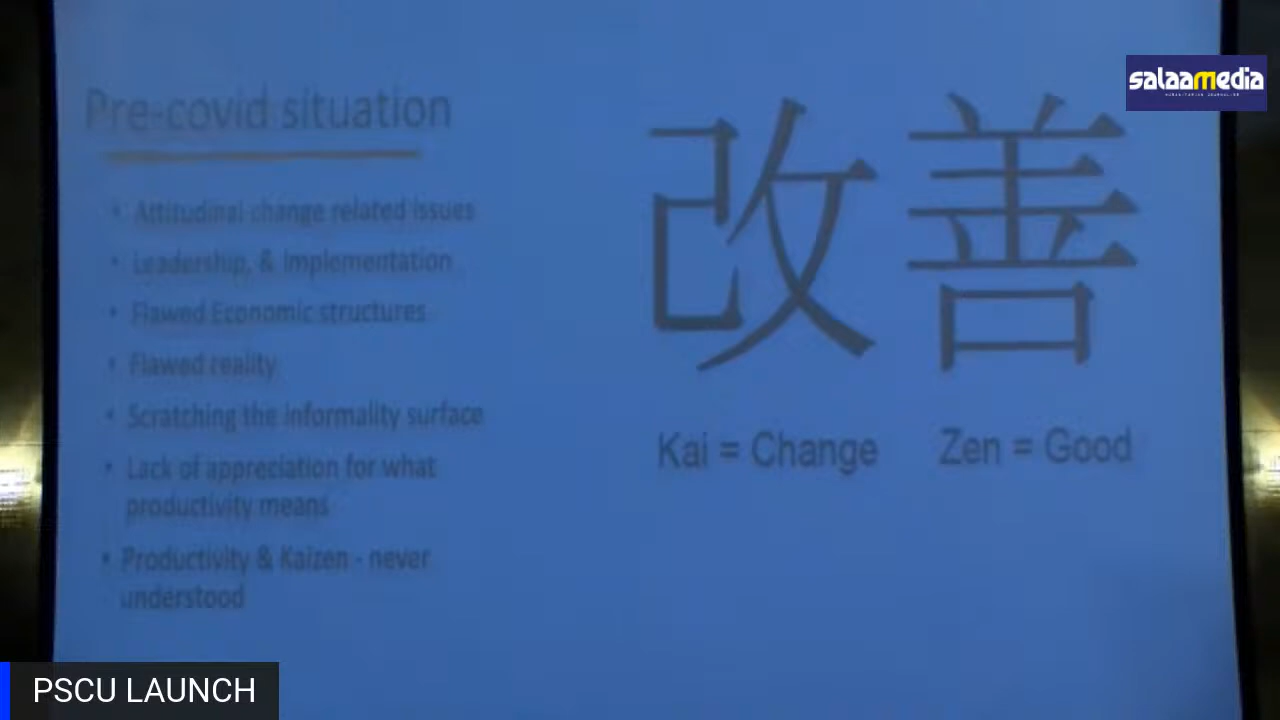 salaamedia
Pre-covid situation
• Attitudinal change related issues
• Leadership, & Implementation
• Flawed Economic structures
• Flawed reality
• Scratching the informality surface
• Lack of appreciation for what
productivity means
• Productivity & Kaizen - never
understood
改善
Kai = Change Zen = Good
PSCU LAUNCH